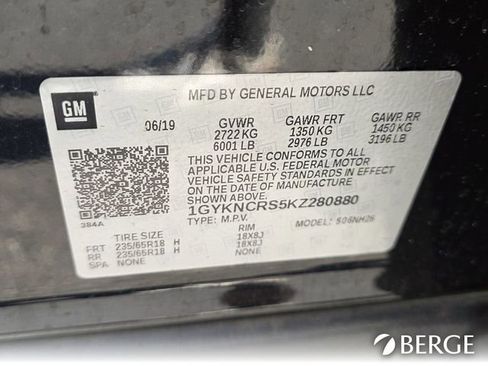 MFD BY GENERAL MOTORS LLC
GM
06/19 GVWR GAWR FRT GAWR RR
2722 KG 1350 KG 1450 KG
6001 LB 2976 LB 3196 LB
THIS VEHICLE CONFORMS TO ALL
APPLICABLE U.S. FEDERAL MOTOR
VEHICLE SAFETY AND THEFT PREVENTION
STANDARDS IN EFFECT ON THE DATE OF
MANUFACTURE SHOWN ABOVE.
384A
1GYKNCRS5KZ280880
TYPE: M.P.V. MODEL: 506NH26
TIRE SIZE RIM
FRT 235/65R18 H 18X8J
RR 235/65R18 H 18X8J
SPA NONE NONE
BERGE